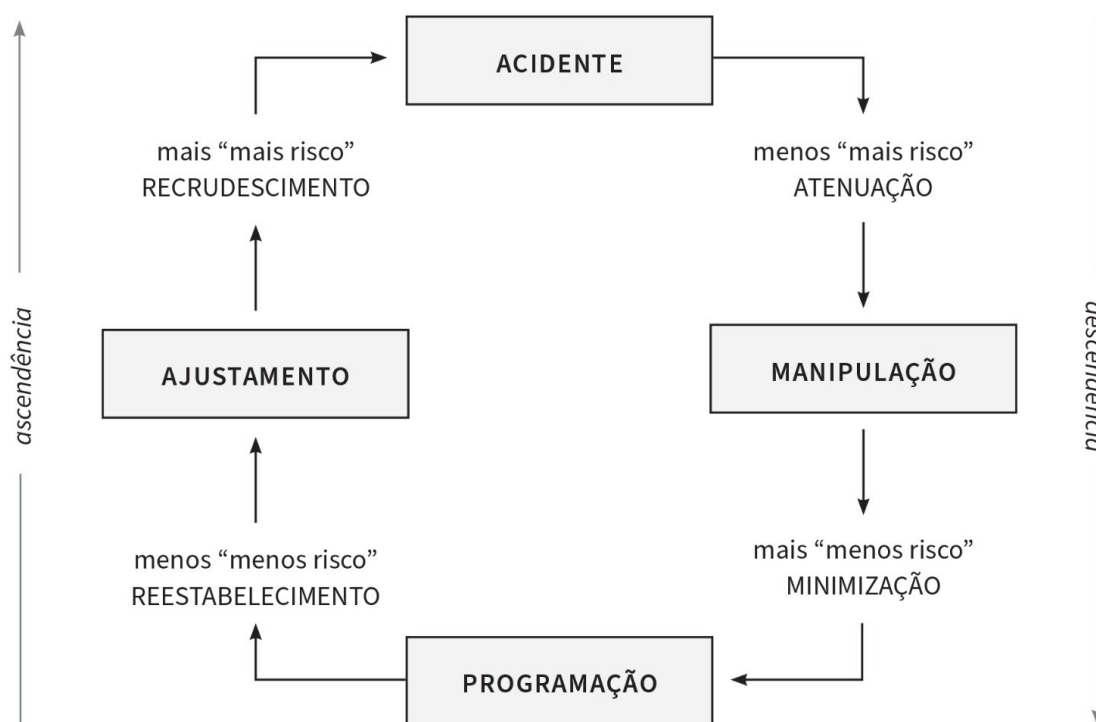 ACIDENTE
mais “mais risco”
RECRUDESCIMENTO
menos “mais risco”
ATENUAÇÃO
ascendência
AJUSTAMENTO
MANIPULAÇÃO
descendência
menos “menos risco”
REESTABELECIMENTO
mais “menos risco”
MINIMIZAÇÃO
PROGRAMAÇÃO